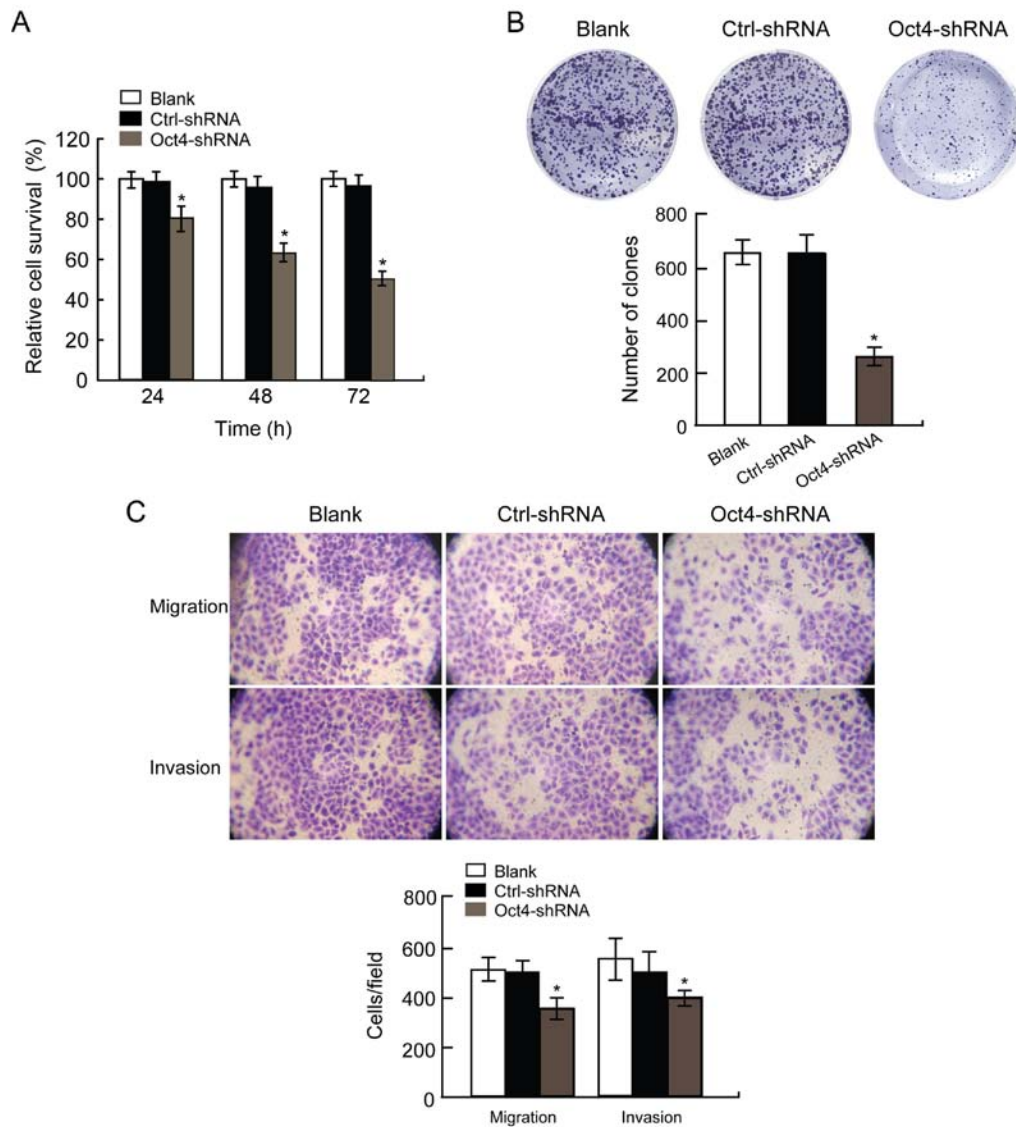 A
Blank
Ctrl-shRNA
Oct4-shRNA
Relative cell survival (%)
120
100
80
60
40
20
0
*
*
*
24 48 72
Time (h)
B
Blank Ctrl-shRNA Oct4-shRNA
Number of clones
800
600
400
200
0
*
Blank
Ctrl-shRNA
Oct4-shRNA
C
Blank Ctrl-shRNA Oct4-shRNA
Migration
Invasion
Blank
Ctrl-shRNA
Oct4-shRNA
Cells/field
800
600
400
200
0
*
*
Migration Invasion